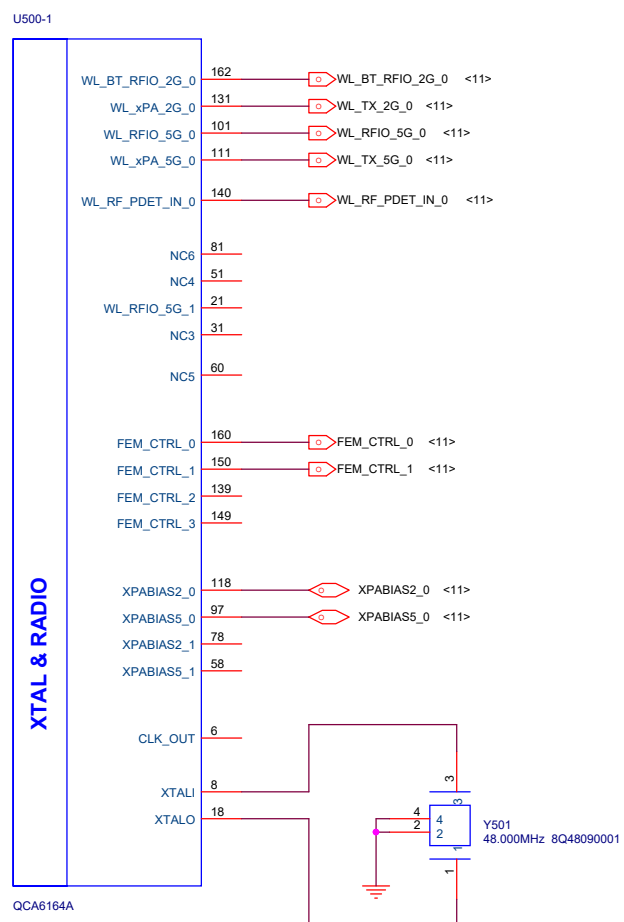 U500-1
WL_BT_RFIO_2G_0 162 WL_BT_RFIO_2G_0 <11>
WL_xPA_2G_0 131 WL_TX_2G_0 <11>
WL_RFIO_5G_0 101 WL_RFIO_5G_0 <11>
WL_xPA_5G_0 111 WL_TX_5G_0 <11>
WL_RF_PDET_IN_0 140 WL_RF_PDET_IN_0 <11>
NC6 81
NC4 51
WL_RFIO_5G_1 21
NC3 31
NC5 60
FEM_CTRL_0 160 FEM_CTRL_0 <11>
FEM_CTRL_1 150 FEM_CTRL_1 <11>
FEM_CTRL_2 139
FEM_CTRL_3 149
XTAL & RADIO
XPABIAS2_0 118 XPABIAS2_0 <11>
XPABIAS5_0 97 XPABIAS5_0 <11>
XPABIAS2_1 78
XPABIAS5_1 58
CLK_OUT 6
XTALI 8
XTALO 18
3
3
4 4
2 2
1
1
Y501
48.000MHz 8Q48090001
QCA6164A